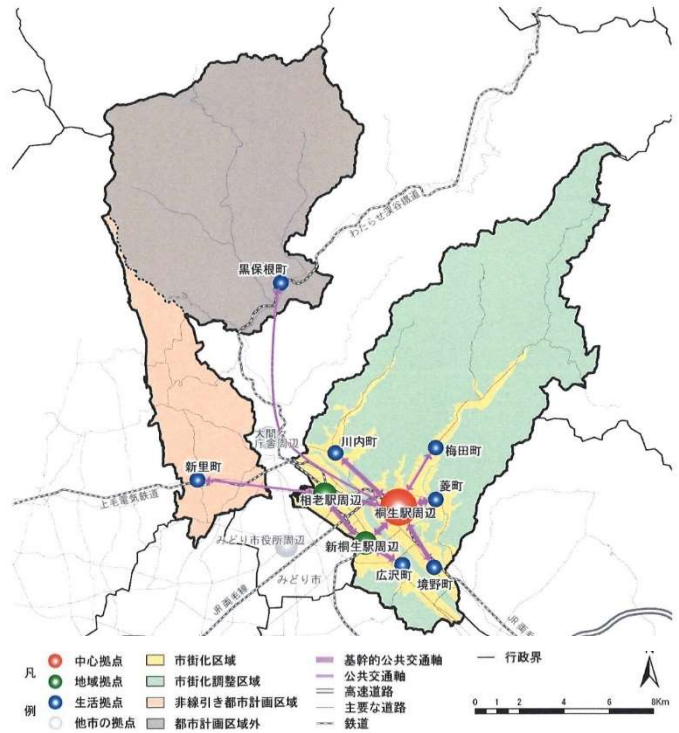 わたらせ渓谷鐵道
黒保根町
大間々
庁舎周辺
川内町
梅田町
新里町
上毛電気鉄道
相老駅周辺
菱町
桐生駅周辺
みどり市役所周辺
新桐生駅周辺
みどり市
広沢町
境野町
JR両毛線
JR両毛
凡
例
中心拠点
地域拠点
生活拠点
他市の拠点
市街化区域
市街化調整区域
非線引き都市計画区域
都市計画区域外
基幹的公共交通軸
公共交通軸
高速道路
主要な道路
鉄道
行政界
N
0 1 2 4 6 8Km